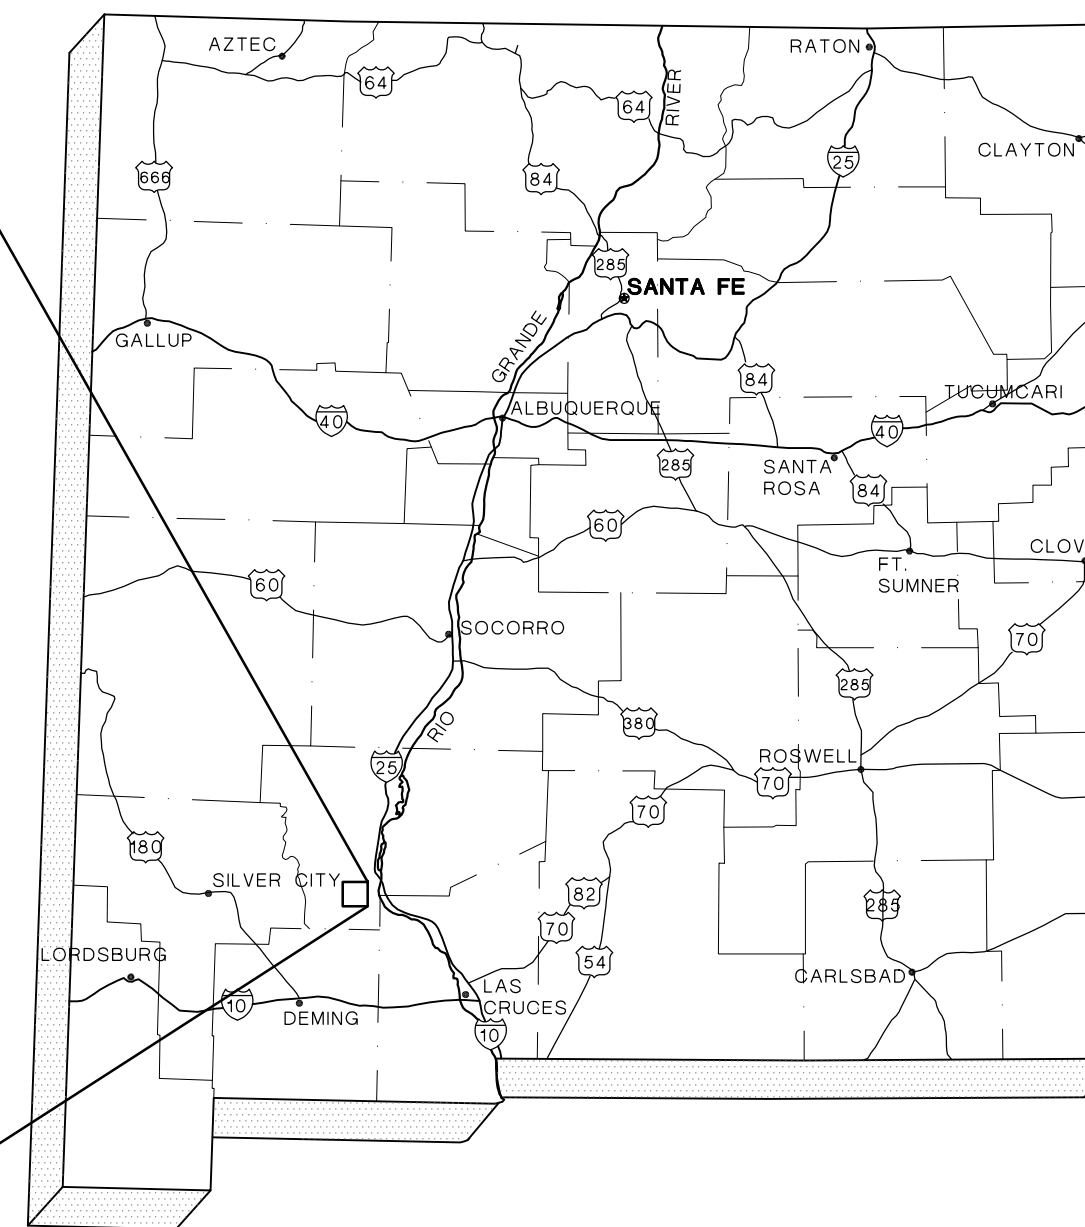 AZTEC
RATON
64
RIVER
64
CLAYTON
25
666
84
285
SANTA FE
GALLUP
GRANDE
84
TUCUMCARI
ALBUQUERQUE
40
40
285
SANTA
ROSA
84
60
CLOV
FT.
SUMNER
60
SOCORRO
70
285
380
RIO
25
ROSWELL
70
70
180
SILVER CITY
82
285
70
LORDSBURG
54
CARLSBAD
LAS
CRUCES
10
DEMING
10